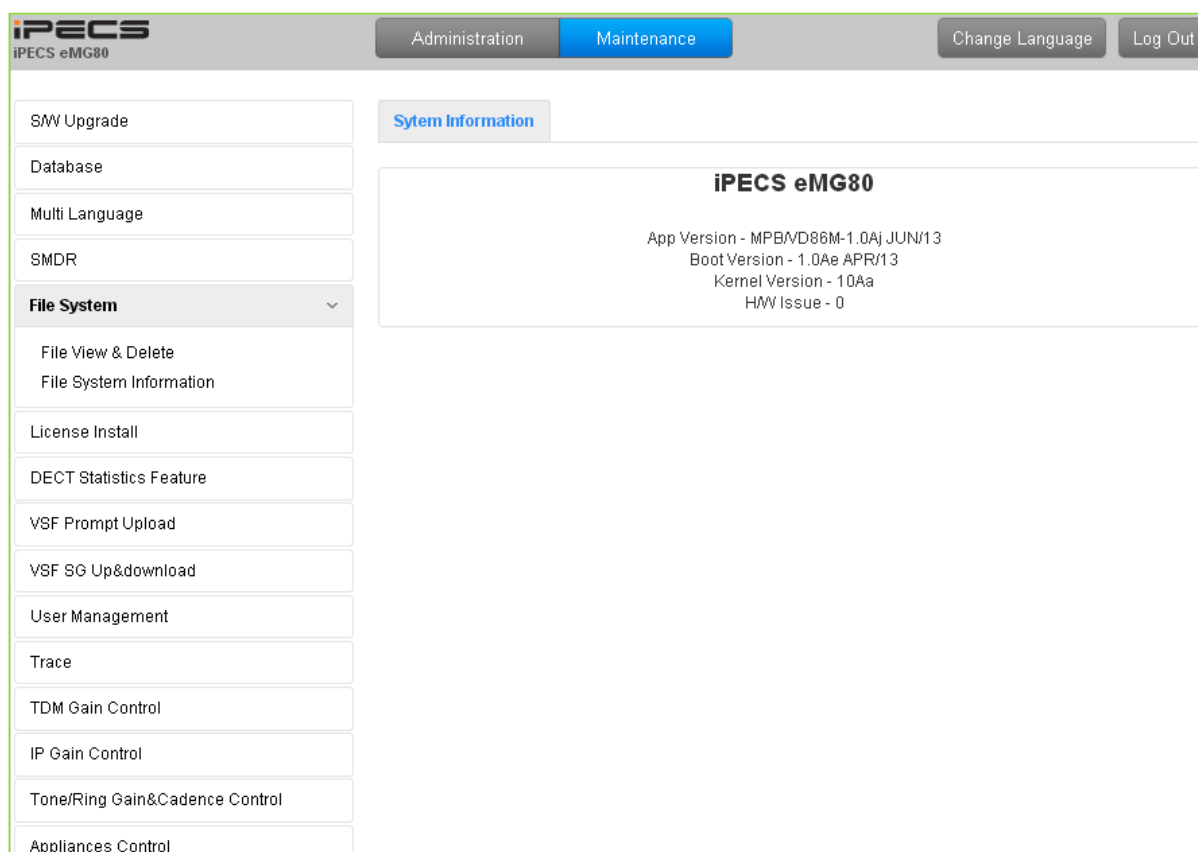 iPECS
iPECS eMG80
Administration
Maintenance
Change Language
Log Out
S/W Upgrade
Database
Multi Language
SMDR
File System
File View & Delete
File System Information
License Install
DECT Statistics Feature
VSF Prompt Upload
VSF SG Up&download
User Management
Trace
TDM Gain Control
IP Gain Control
Tone/Ring Gain&Cadence Control
Appliances Control
Sytem Information
iPECS eMG80
App Version - MPB/VD86M-1.0Aj JUN/13
Boot Version - 1.0Ae APR/13
Kernel Version - 10Aa
H/W Issue - 0